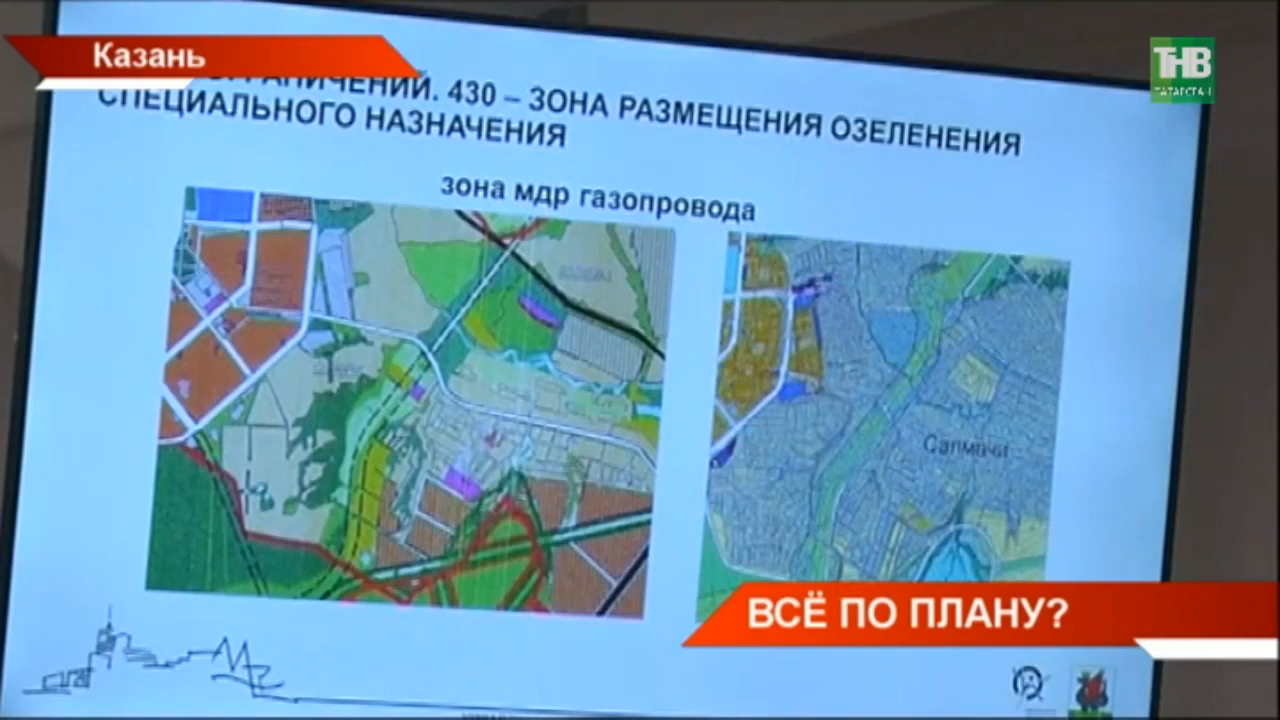 Казань
ТНВ
ТАТАРСТАН
ОГРАНИЧЕНИЙ. 430 – ЗОНА РАЗМЕЩЕНИЯ ОЗЕЛЕНЕНИЯ
СПЕЦИАЛЬНОГО НАЗНАЧЕНИЯ
зона мдр газопровода
Салмачи
ВСЁ ПО ПЛАНУ?